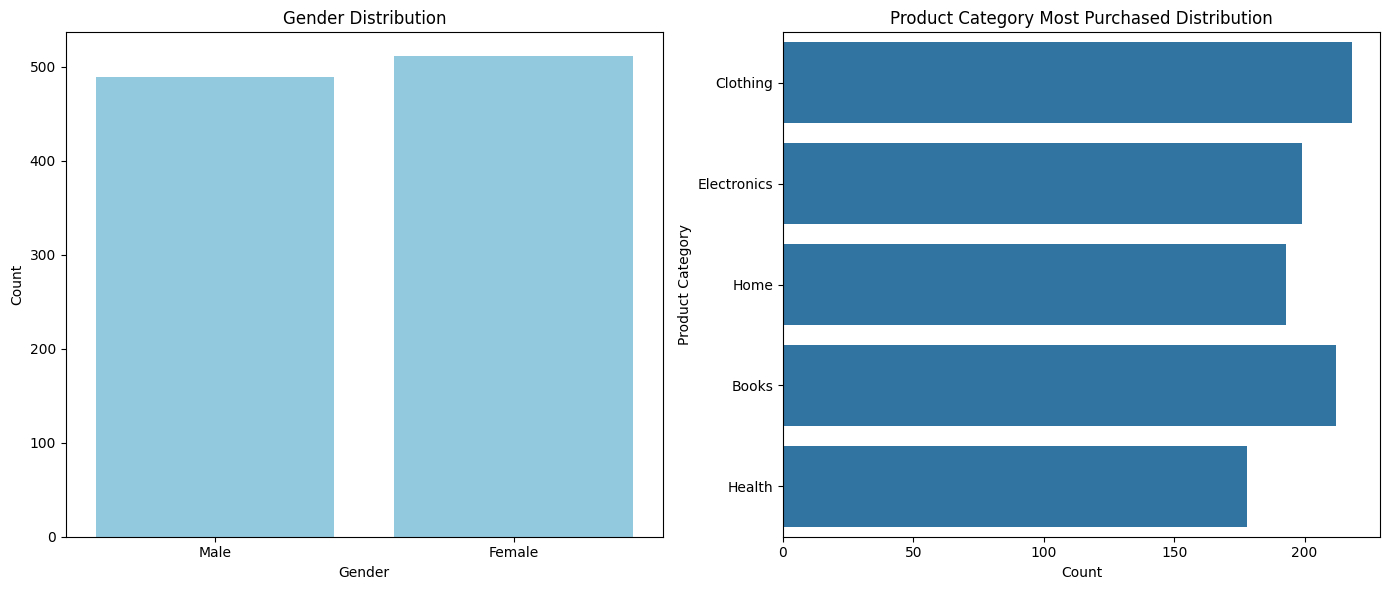 Gender Distribution
500
400
300
200
100
0
Count
Male
Female
Gender
Product Category Most Purchased Distribution
Clothing
Electronics
Home
Books
Health
Product Category
0
50
100
150
200
Count